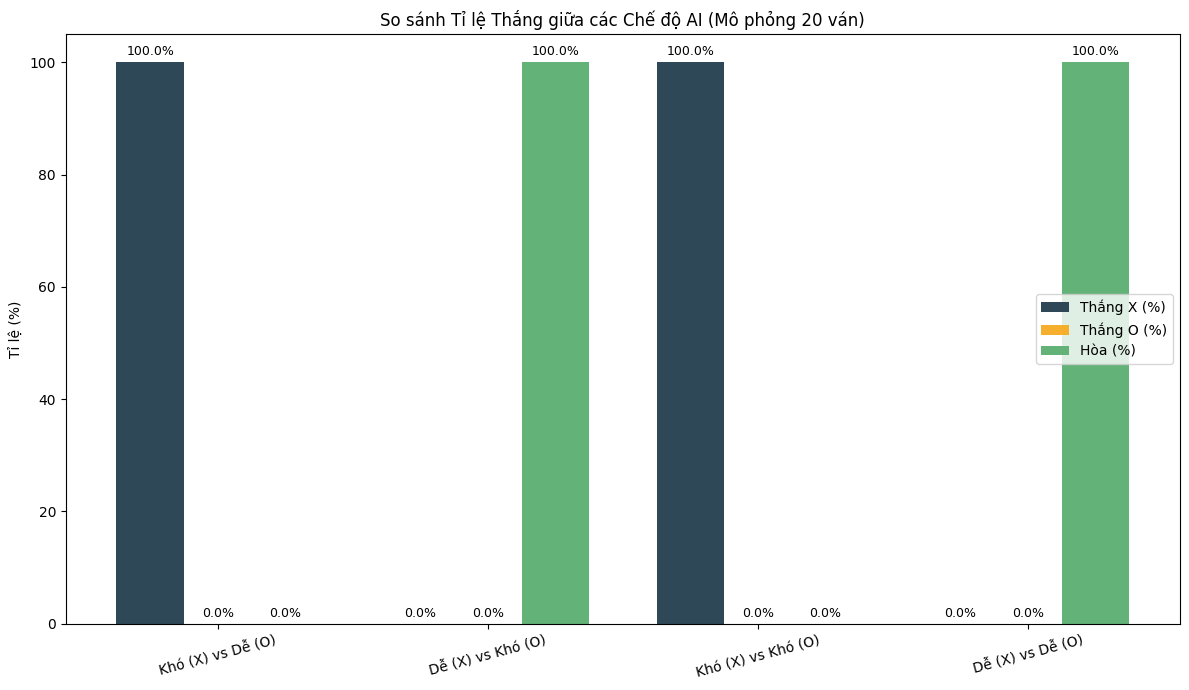 So sánh Tỉ lệ Thắng giữa các Chế độ AI (Mô phỏng 20 ván)
Tỉ lệ (%)
100
80
60
40
20
0
100.0%
0.0%
0.0%
0.0%
0.0%
100.0%
100.0%
0.0%
0.0%
0.0%
0.0%
100.0%
Thắng X (%)
Thắng O (%)
Hòa (%)
Khó (X) vs Dễ (O)
Dễ (X) vs Khó (O)
Khó (X) vs Khó (O)
Dễ (X) vs Dễ (O)